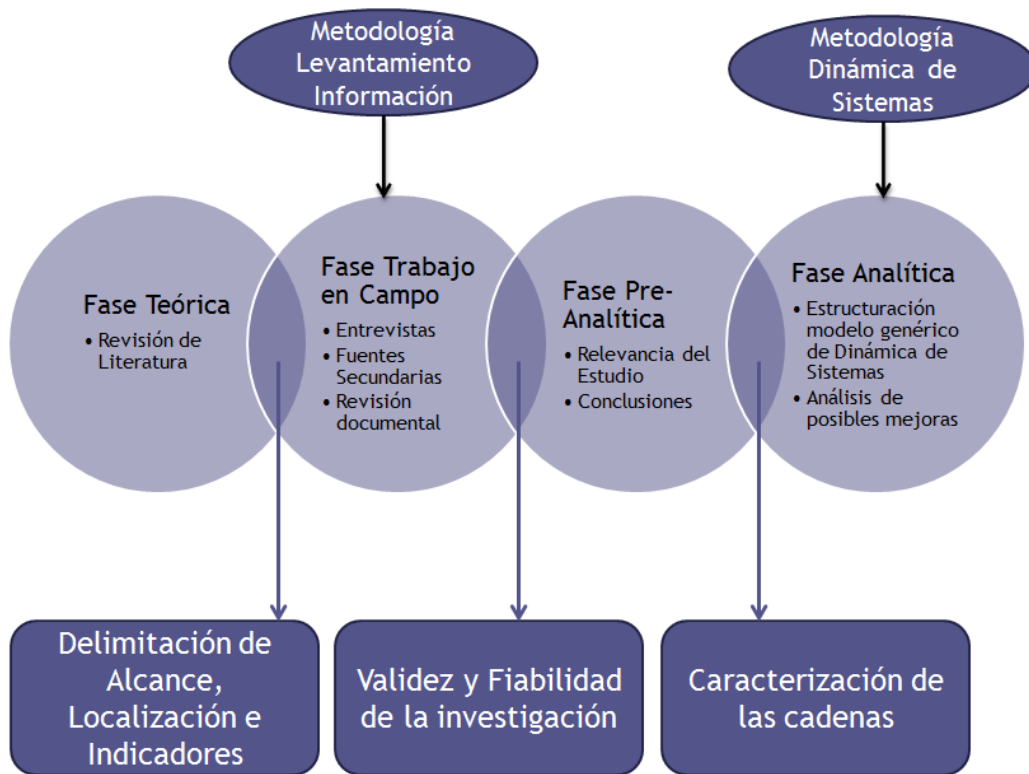 Metodología
Levantamiento
Información
Metodología
Dinámica de
Sistemas
Fase Teórica
• Revisión de
Literatura
Fase Trabajo
en Campo
• Entrevistas
• Fuentes
Secundarias
• Revisión
documental
Fase Pre-
Analítica
• Relevancia del
Estudio
• Conclusiones
Fase Analítica
• Estructuración
modelo genérico
de Dinámica de
Sistemas
• Análisis de
posibles mejoras
Delimitación de
Alcance,
Localización e
Indicadores
Validez y Fiabilidad
de la investigación
Caracterización de
las cadenas